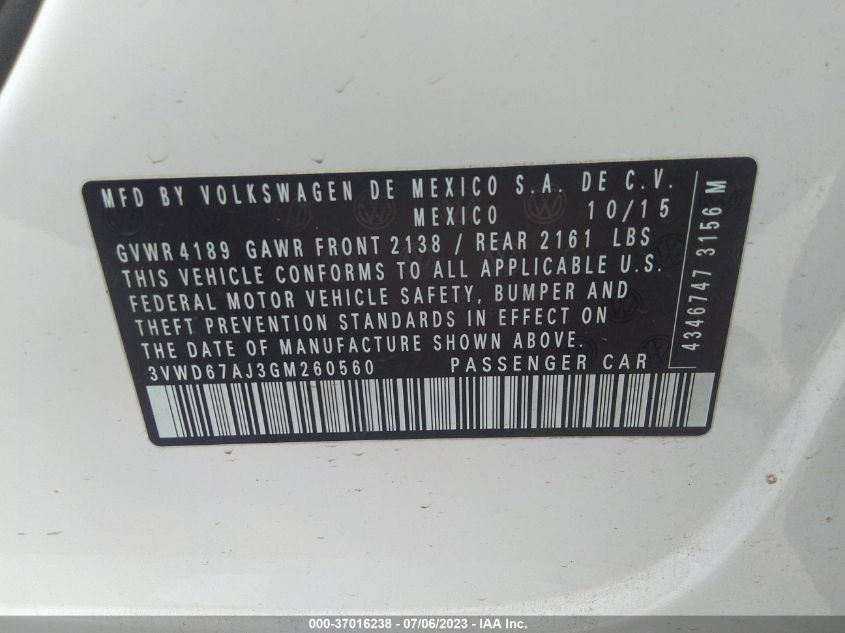 MFD BY VOLKSWAGEN DE MEXICO S.A. DE C.V.
MEXICO 10/15
GVWR 4189 GAWR FRONT 2138 / REAR 2161 LBS
THIS VEHICLE CONFORMS TO ALL APPLICABLE U.S.
FEDERAL MOTOR VEHICLE SAFETY, BUMPER AND
THEFT PREVENTION STANDARDS IN EFFECT ON
THE DATE OF MANUFACTURE SHOWN ABOVE.
3VWD67AJ3GM260560 PASSENGER CAR
4346747 3156 M
000-37016238 - 07/06/2023 - © IAA Inc.